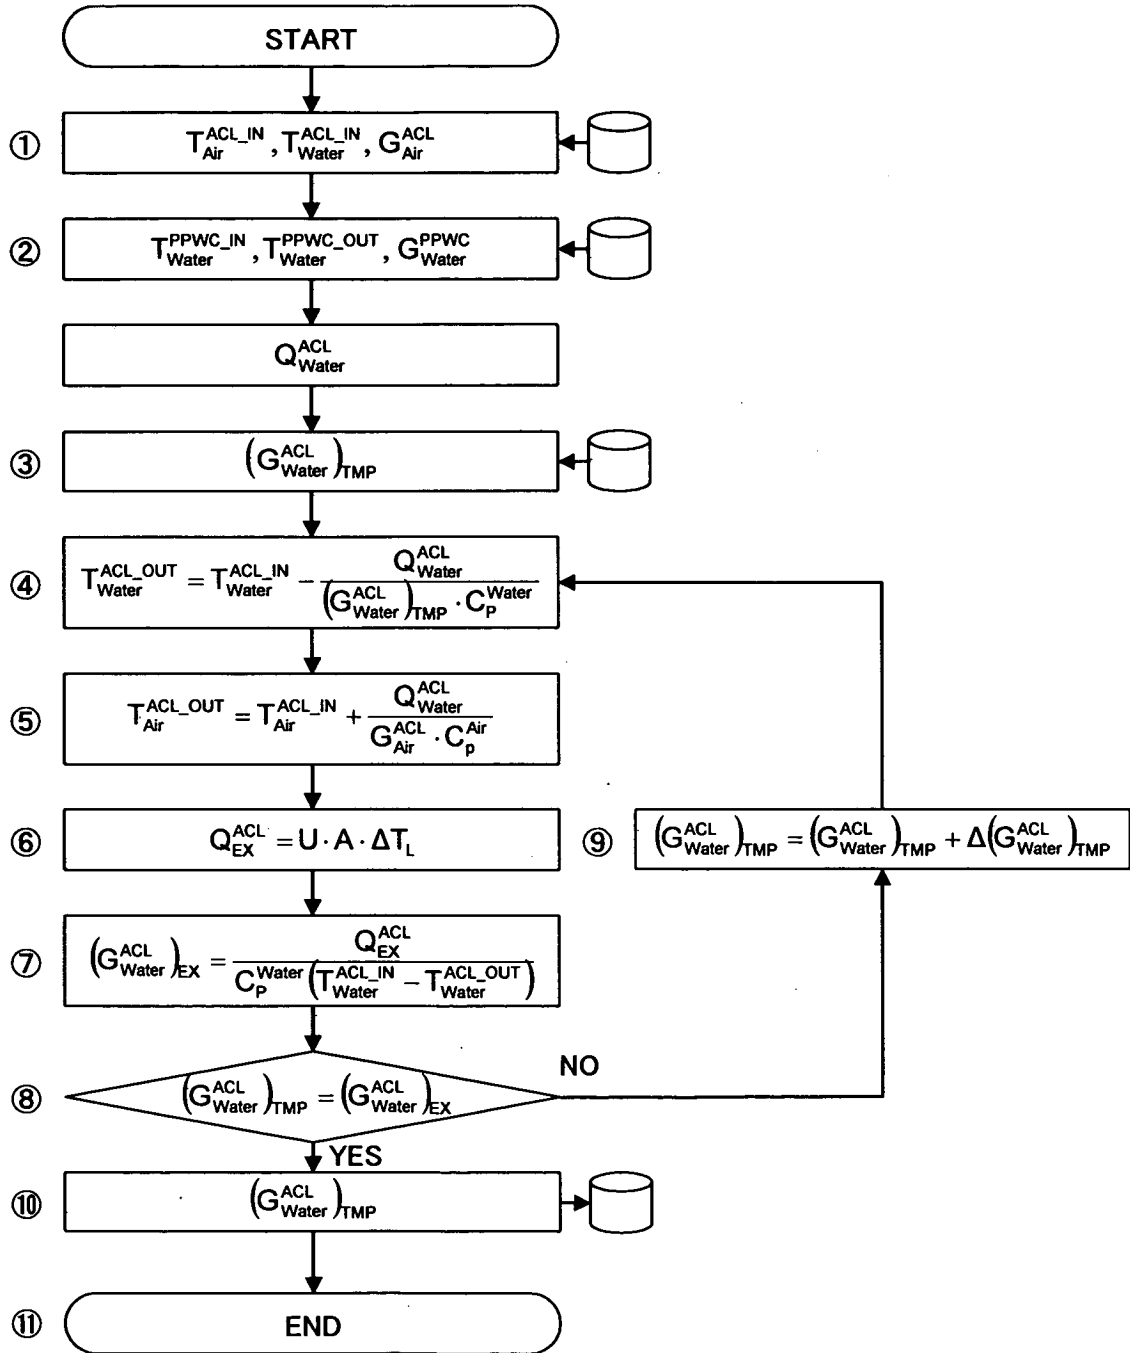 START
① T_Air^ACL_IN , T_Water^ACL_IN , G_Air^ACL
② T_Water^PPWC_IN , T_Water^PPWC_OUT , G_Water^PPWC
Q_Water^ACL
③ (G_Water^ACL)_TMP
④ T_Water^ACL_OUT = T_Water^ACL_IN − Q_Water^ACL / ((G_Water^ACL)_TMP · C_P^Water)
⑤ T_Air^ACL_OUT = T_Air^ACL_IN + Q_Water^ACL / (G_Air^ACL · C_p^Air)
⑥ Q_EX^ACL = U · A · ΔT_L
⑨ (G_Water^ACL)_TMP = (G_Water^ACL)_TMP + Δ(G_Water^ACL)_TMP
⑦ (G_Water^ACL)_EX = Q_EX^ACL / (C_P^Water (T_Water^ACL_IN − T_Water^ACL_OUT))
NO
⑧ (G_Water^ACL)_TMP = (G_Water^ACL)_EX
YES
⑩ (G_Water^ACL)_TMP
⑪ END